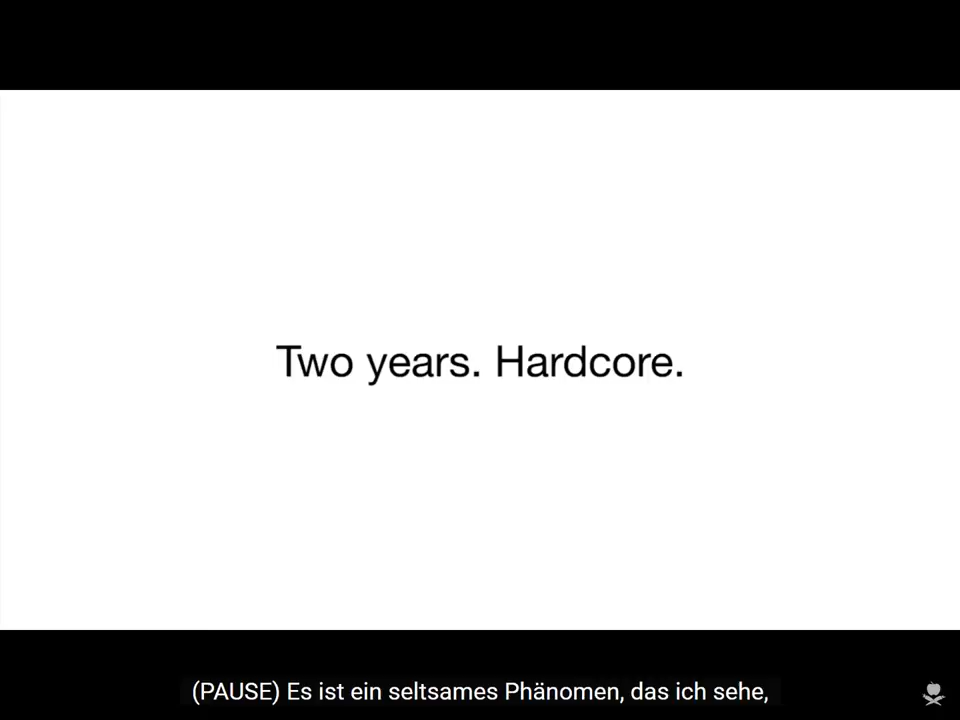 Two years. Hardcore.
(PAUSE) Es ist ein seltsames Phänomen, das ich sehe,